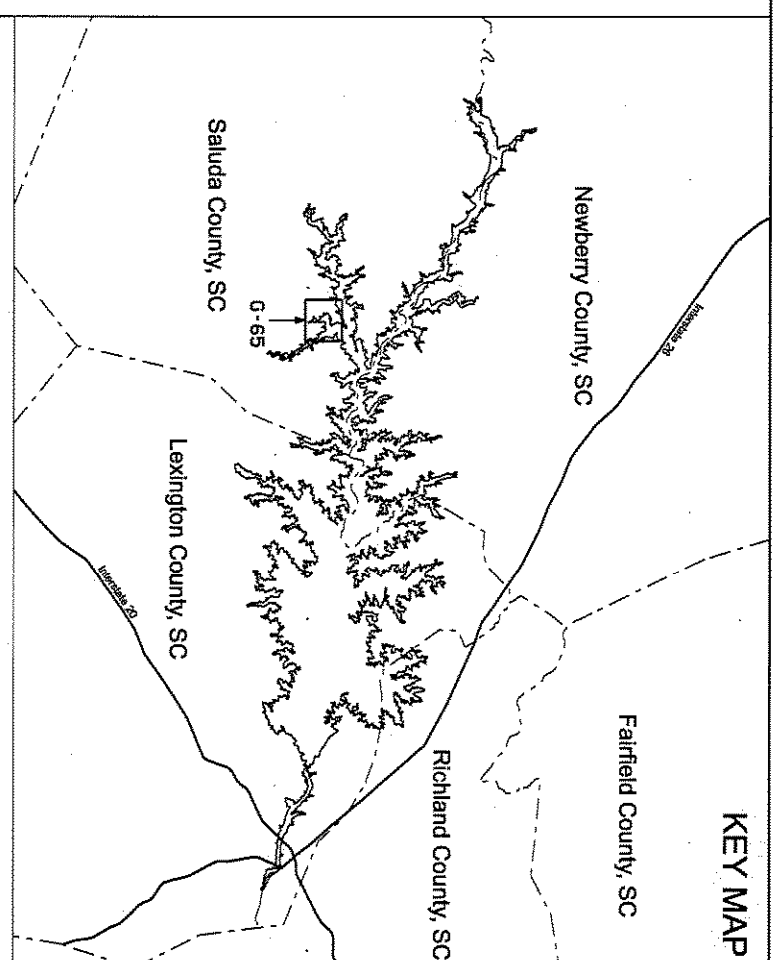 KEY MAP
Fairfield County, SC
Newberry County, SC
Interstate 26
Richland County, SC
Saluda County, SC
G-65
Lexington County, SC
Interstate 20